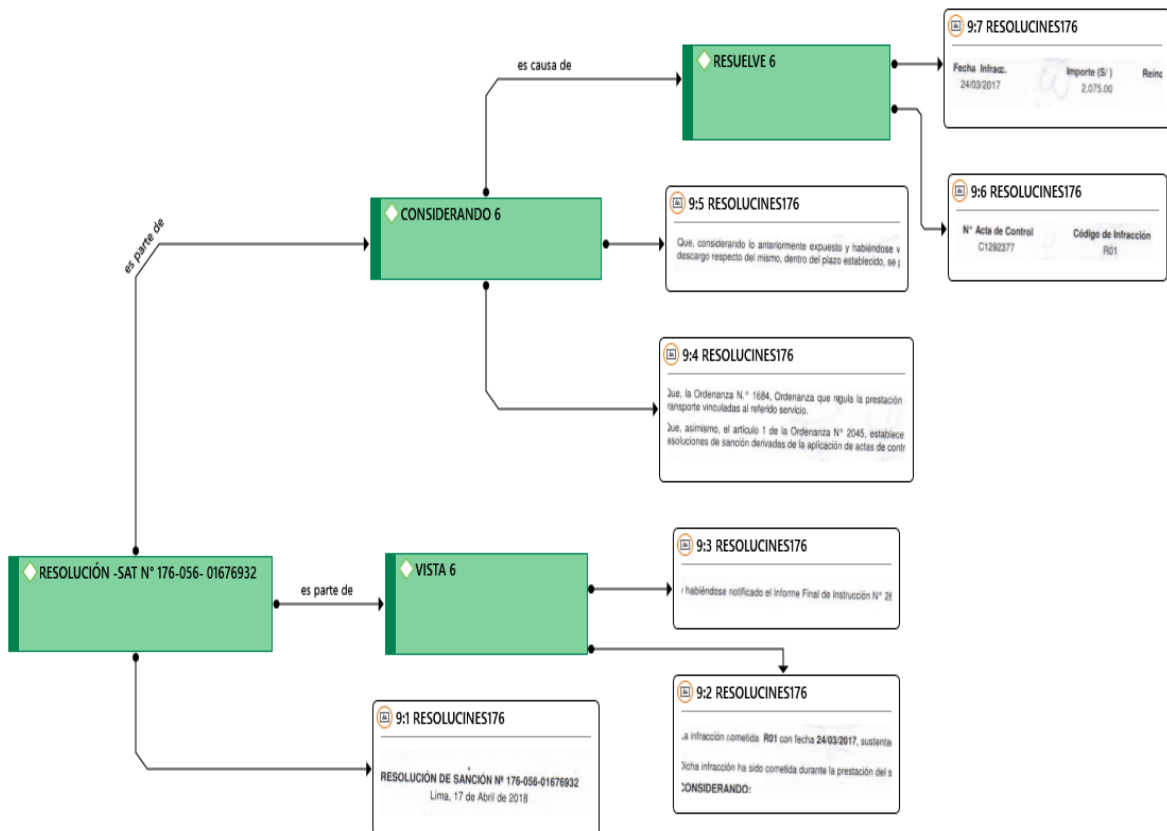 9:7 RESOLUCINES176
Fecha Infracc. Importe (S/ ) Reinc
24/03/2017 2,075.00
RESUELVE 6
es causa de
9:6 RESOLUCINES176
N° Acta de Control Código de Infracción
C1292377 R01
CONSIDERANDO 6
es parte de
9:5 RESOLUCINES176
Que, considerando lo anteriormente expuesto y habiéndose v
descargo respecto del mismo, dentro del plazo establecido, se p
9:4 RESOLUCINES176
Que, la Ordenanza N.° 1684, Ordenanza que regula la prestación
ransporte vinculadas al referido servicio.
Que, asimismo, el artículo 1 de la Ordenanza N° 2045, establece
esoluciones de sanción derivadas de la aplicación de actas de contr
9:3 RESOLUCINES176
habiéndose notificado el Informe Final de Instrucción N° 26
RESOLUCIÓN -SAT N° 176-056- 01676932
es parte de
VISTA 6
9:2 RESOLUCINES176
a infracción cometida R01 con fecha 24/03/2017, sustenta
Dicha infracción ha sido cometida durante la prestación del s
CONSIDERANDO:
9:1 RESOLUCINES176
RESOLUCIÓN DE SANCIÓN Nº 176-056-01676932
Lima, 17 de Abril de 2018